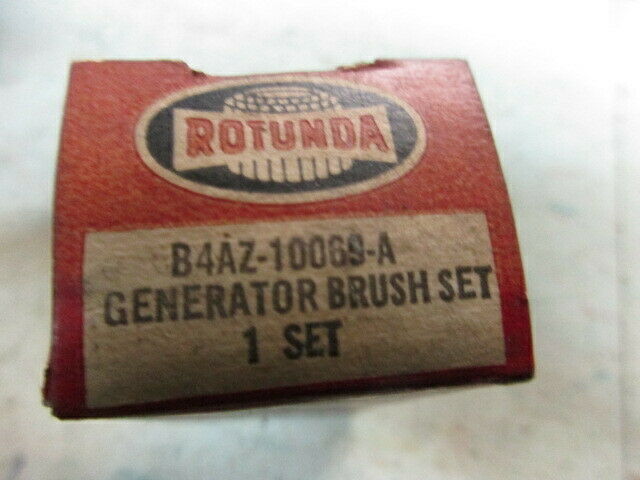 ROTUNDA
B4AZ-10069-A
GENERATOR BRUSH SET
1 SET